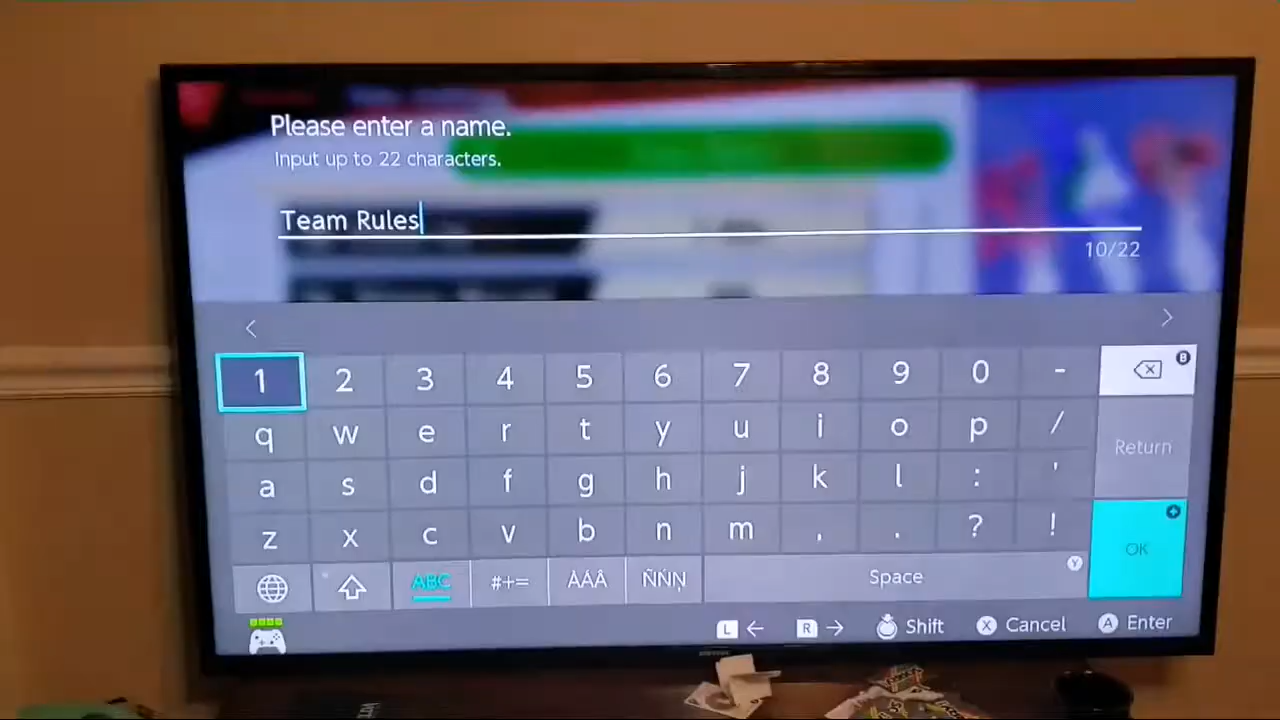 Please enter a name.
Input up to 22 characters.
Team Rules
10/22
1 2 3 4 5 6 7 8 9 0 -
q w e r t y u i o p /
Return
a s d f g h j k l : '
z x c v b n m , . ? !
OK
ABC #+= ÀÁÂ ÑŃŅ Space
L ← R → Shift X Cancel A Enter